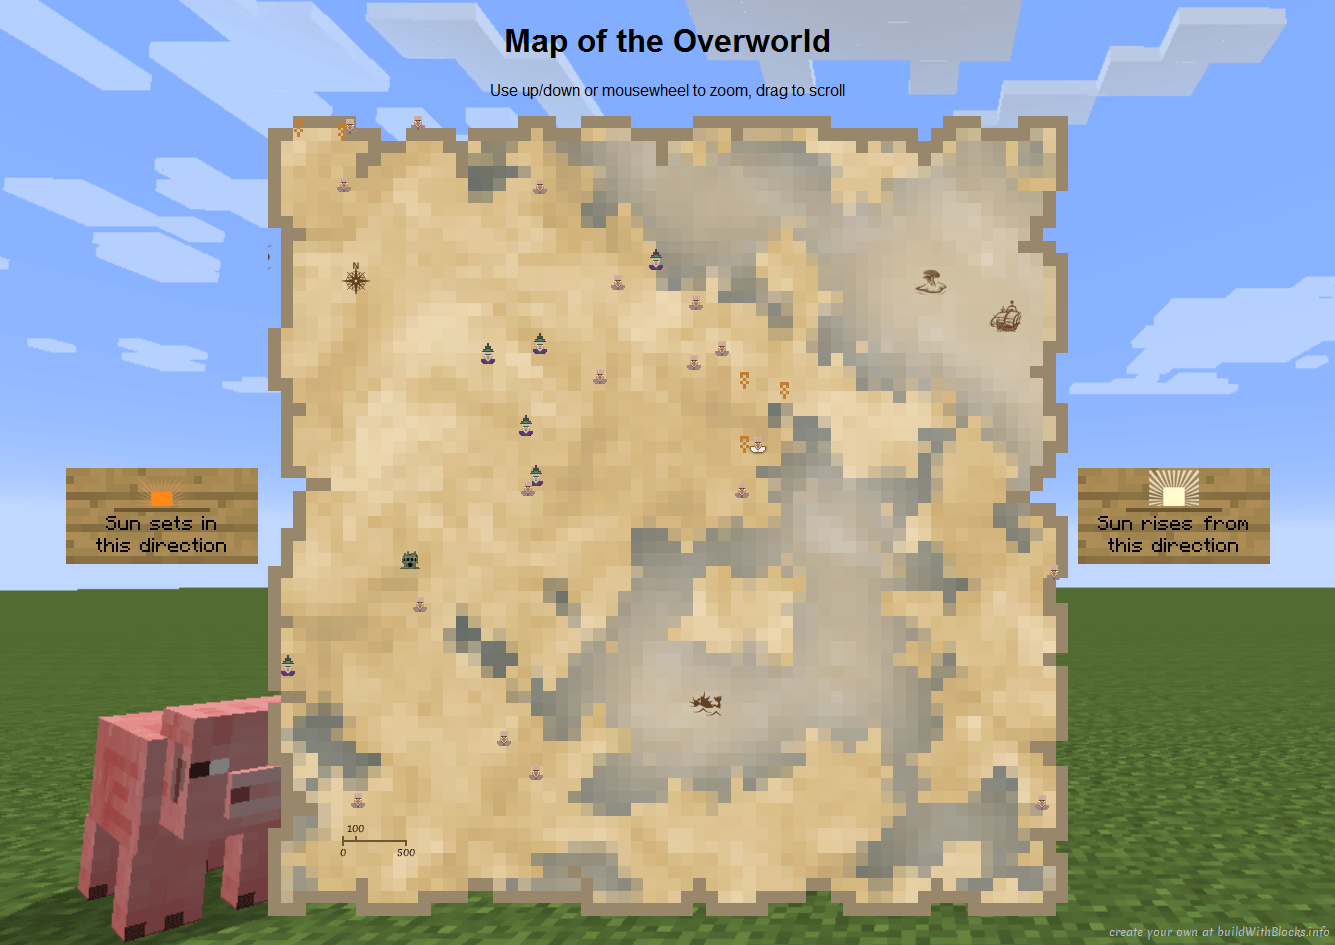 Map of the Overworld
Use up/down or mousewheel to zoom, drag to scroll
N
Sun sets in
this direction
Sun rises from
this direction
100
0 500
create your own at buildWithBlocks.info